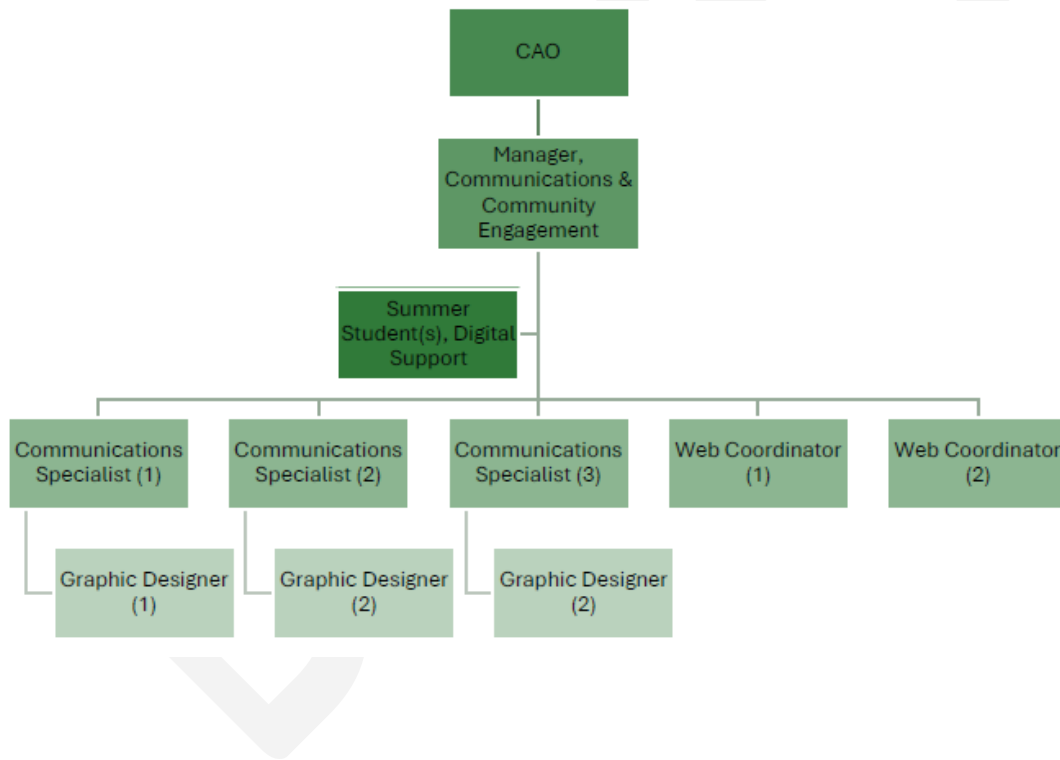 CAO
Manager,
Communications &
Community
Engagement
Summer
Student(s), Digital
Support
Communications
Specialist (1)
Communications
Specialist (2)
Communications
Specialist (3)
Web Coordinator
(1)
Web Coordinator
(2)
Graphic Designer
(1)
Graphic Designer
(2)
Graphic Designer
(2)